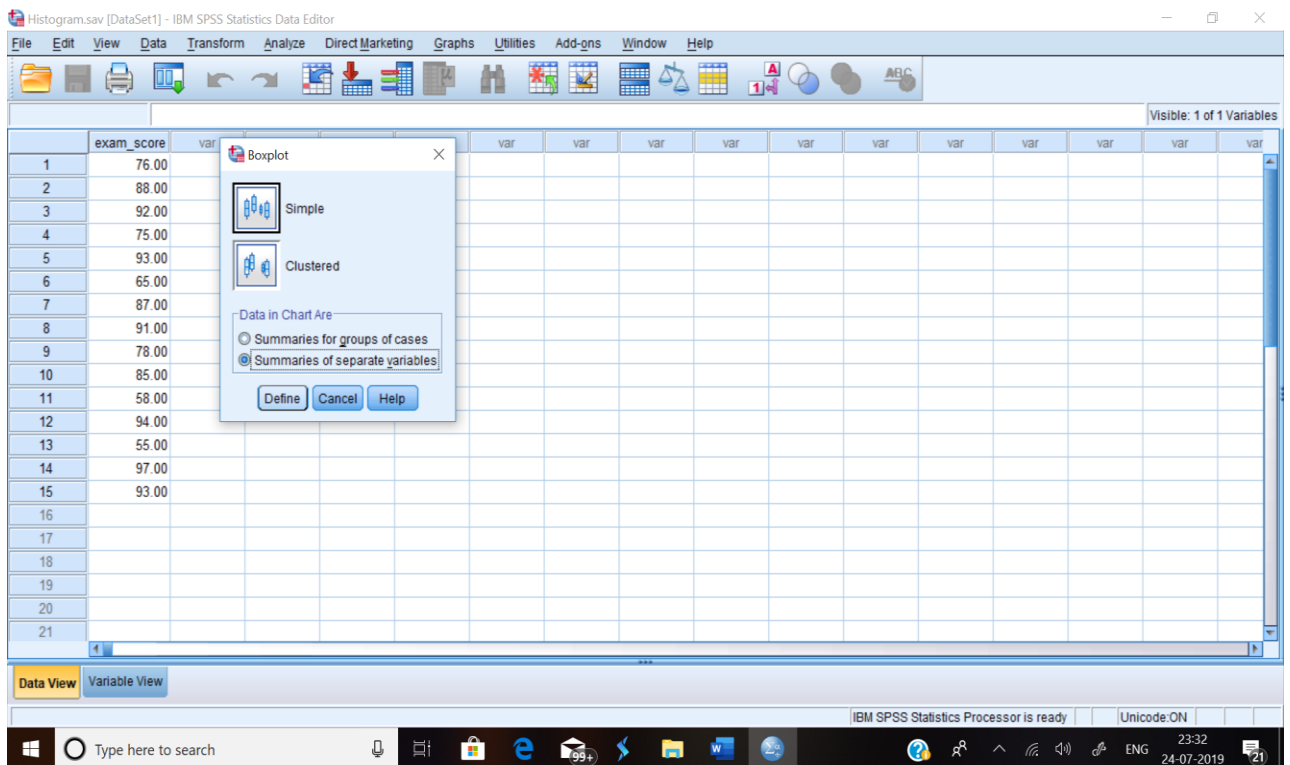 Histogram.sav [DataSet1] - IBM SPSS Statistics Data Editor
File Edit View Data Transform Analyze Direct Marketing Graphs Utilities Add-ons Window Help
A
1
ABC
Visible: 1 of 1 Variables
exam_score var var var var var var var var var var var var
Boxplot
Simple
Clustered
Data in Chart Are
Summaries for groups of cases
Summaries of separate variables
Define Cancel Help
1 76.00
2 88.00
3 92.00
4 75.00
5 93.00
6 65.00
7 87.00
8 91.00
9 78.00
10 85.00
11 58.00
12 94.00
13 55.00
14 97.00
15 93.00
16
17
18
19
20
21
Data View Variable View
IBM SPSS Statistics Processor is ready Unicode:ON
Type here to search
99+
W
ENG
23:32
24-07-2019
21